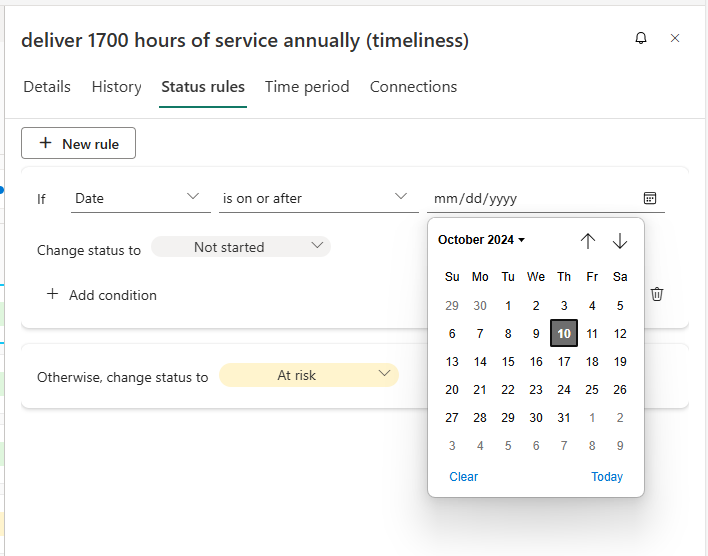 deliver 1700 hours of service annually (timeliness)
Details History Status rules Time period Connections
+ New rule
If Date is on or after mm/dd/yyyy
October 2024
Change status to Not started
Su Mo Tu We Th Fr Sa
+ Add condition
29 30 1 2 3 4 5
6 7 8 9 10 11 12
13 14 15 16 17 18 19
Otherwise, change status to At risk
20 21 22 23 24 25 26
27 28 29 30 31 1 2
3 4 5 6 7 8 9
Clear Today